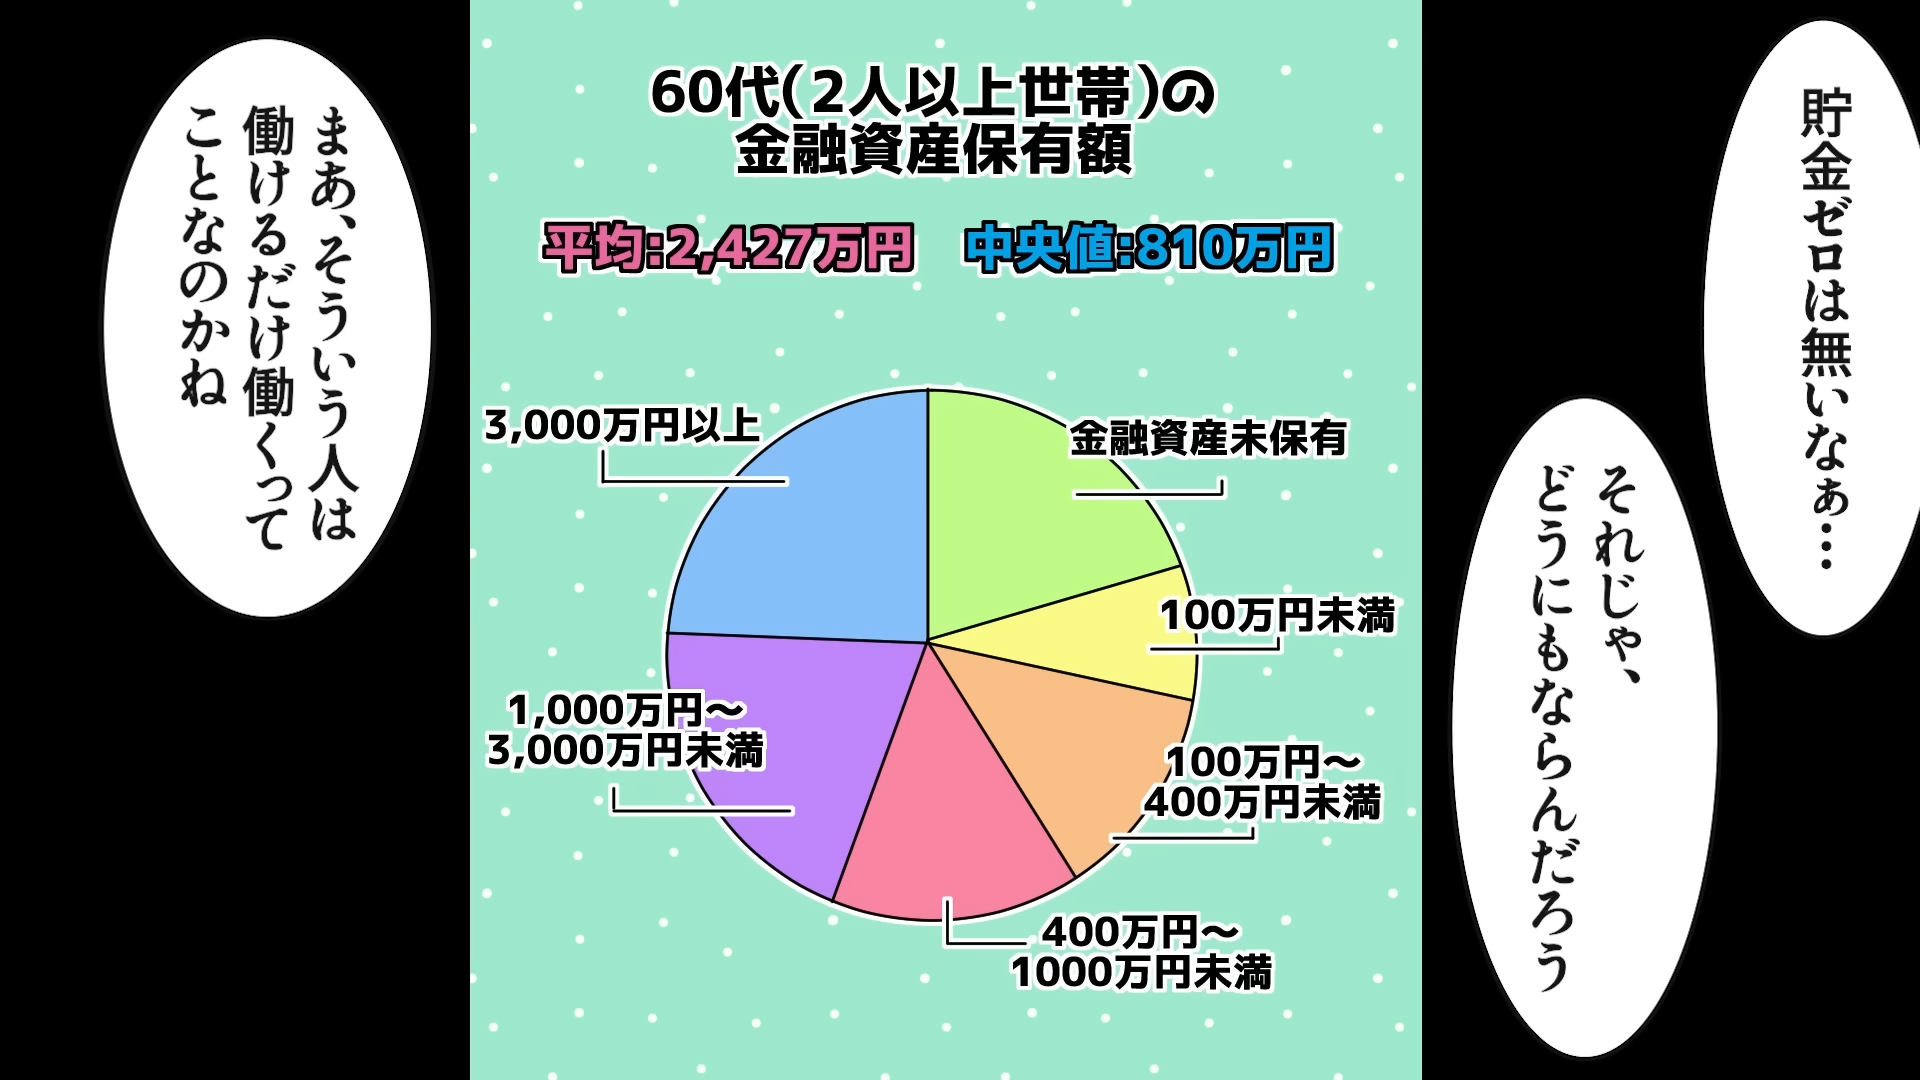 貯金ゼロは無いなぁ…
それじゃ、
どうにもならんだろう
60代(2人以上世帯)の
金融資産保有額
平均:2,427万円
中央値:810万円
金融資産未保有
100万円未満
100万円～
400万円未満
400万円～
1000万円未満
1,000万円～
3,000万円未満
3,000万円以上
まあ、そういう人は
働けるだけ働くって
ことなのかね